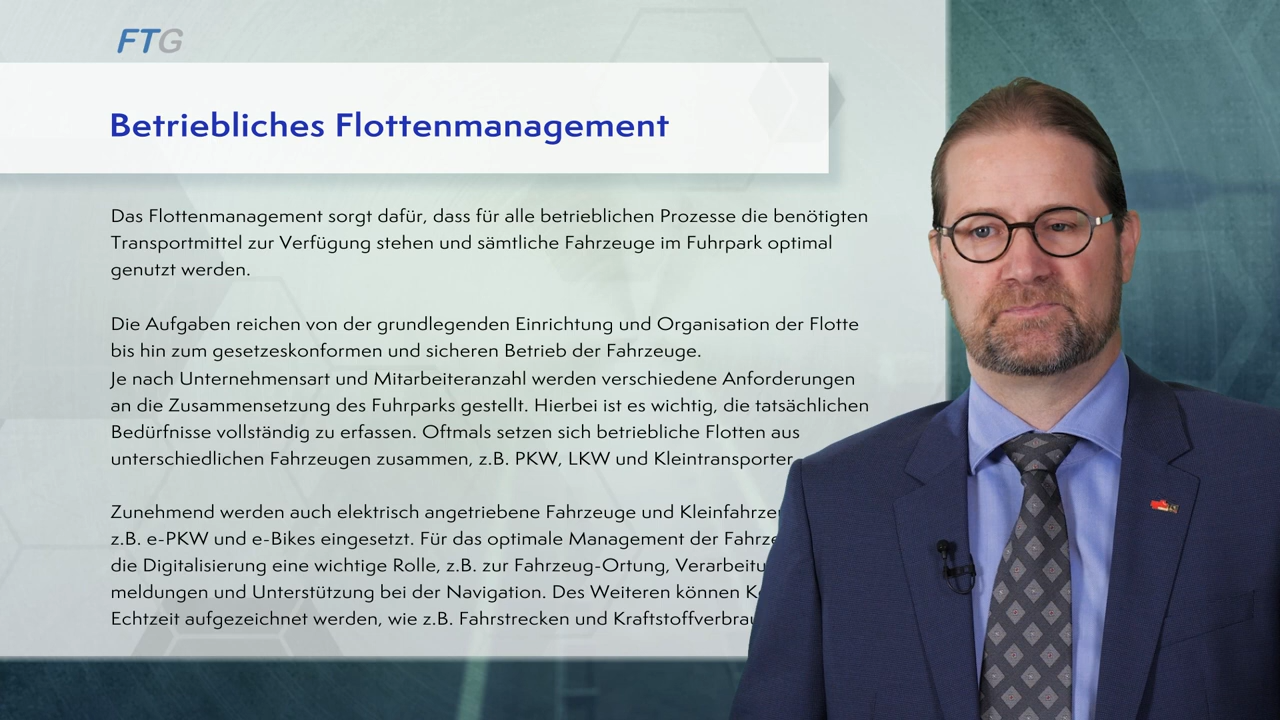 FTG
Betriebliches Flottenmanagement
Das Flottenmanagement sorgt dafür, dass für alle betrieblichen Prozesse die benötigten
Transportmittel zur Verfügung stehen und sämtliche Fahrzeuge im Fuhrpark optimal
genutzt werden.
Die Aufgaben reichen von der grundlegenden Einrichtung und Organisation der Flotte
bis hin zum gesetzeskonformen und sicheren Betrieb der Fahrzeuge.
Je nach Unternehmensart und Mitarbeiteranzahl werden verschiedene Anforderungen
an die Zusammensetzung des Fuhrparks gestellt. Hierbei ist es wichtig, die tatsächlichen
Bedürfnisse vollständig zu erfassen. Oftmals setzen sich betriebliche Flotten aus
unterschiedlichen Fahrzeugen zusammen, z.B. PKW, LKW und Kleintransporter
Zunehmend werden auch elektrisch angetriebene Fahrzeuge und
z.B. e-PKW und e-Bikes eingesetzt. Für das optimale Management der
die Digitalisierung eine wichtige Rolle, z.B. zur Fahrzeug-Ortung,
meldungen und Unterstützung bei der Navigation. Des Weiteren können
Echtzeit aufgezeichnet werden, wie z.B. Fahrstrecken und